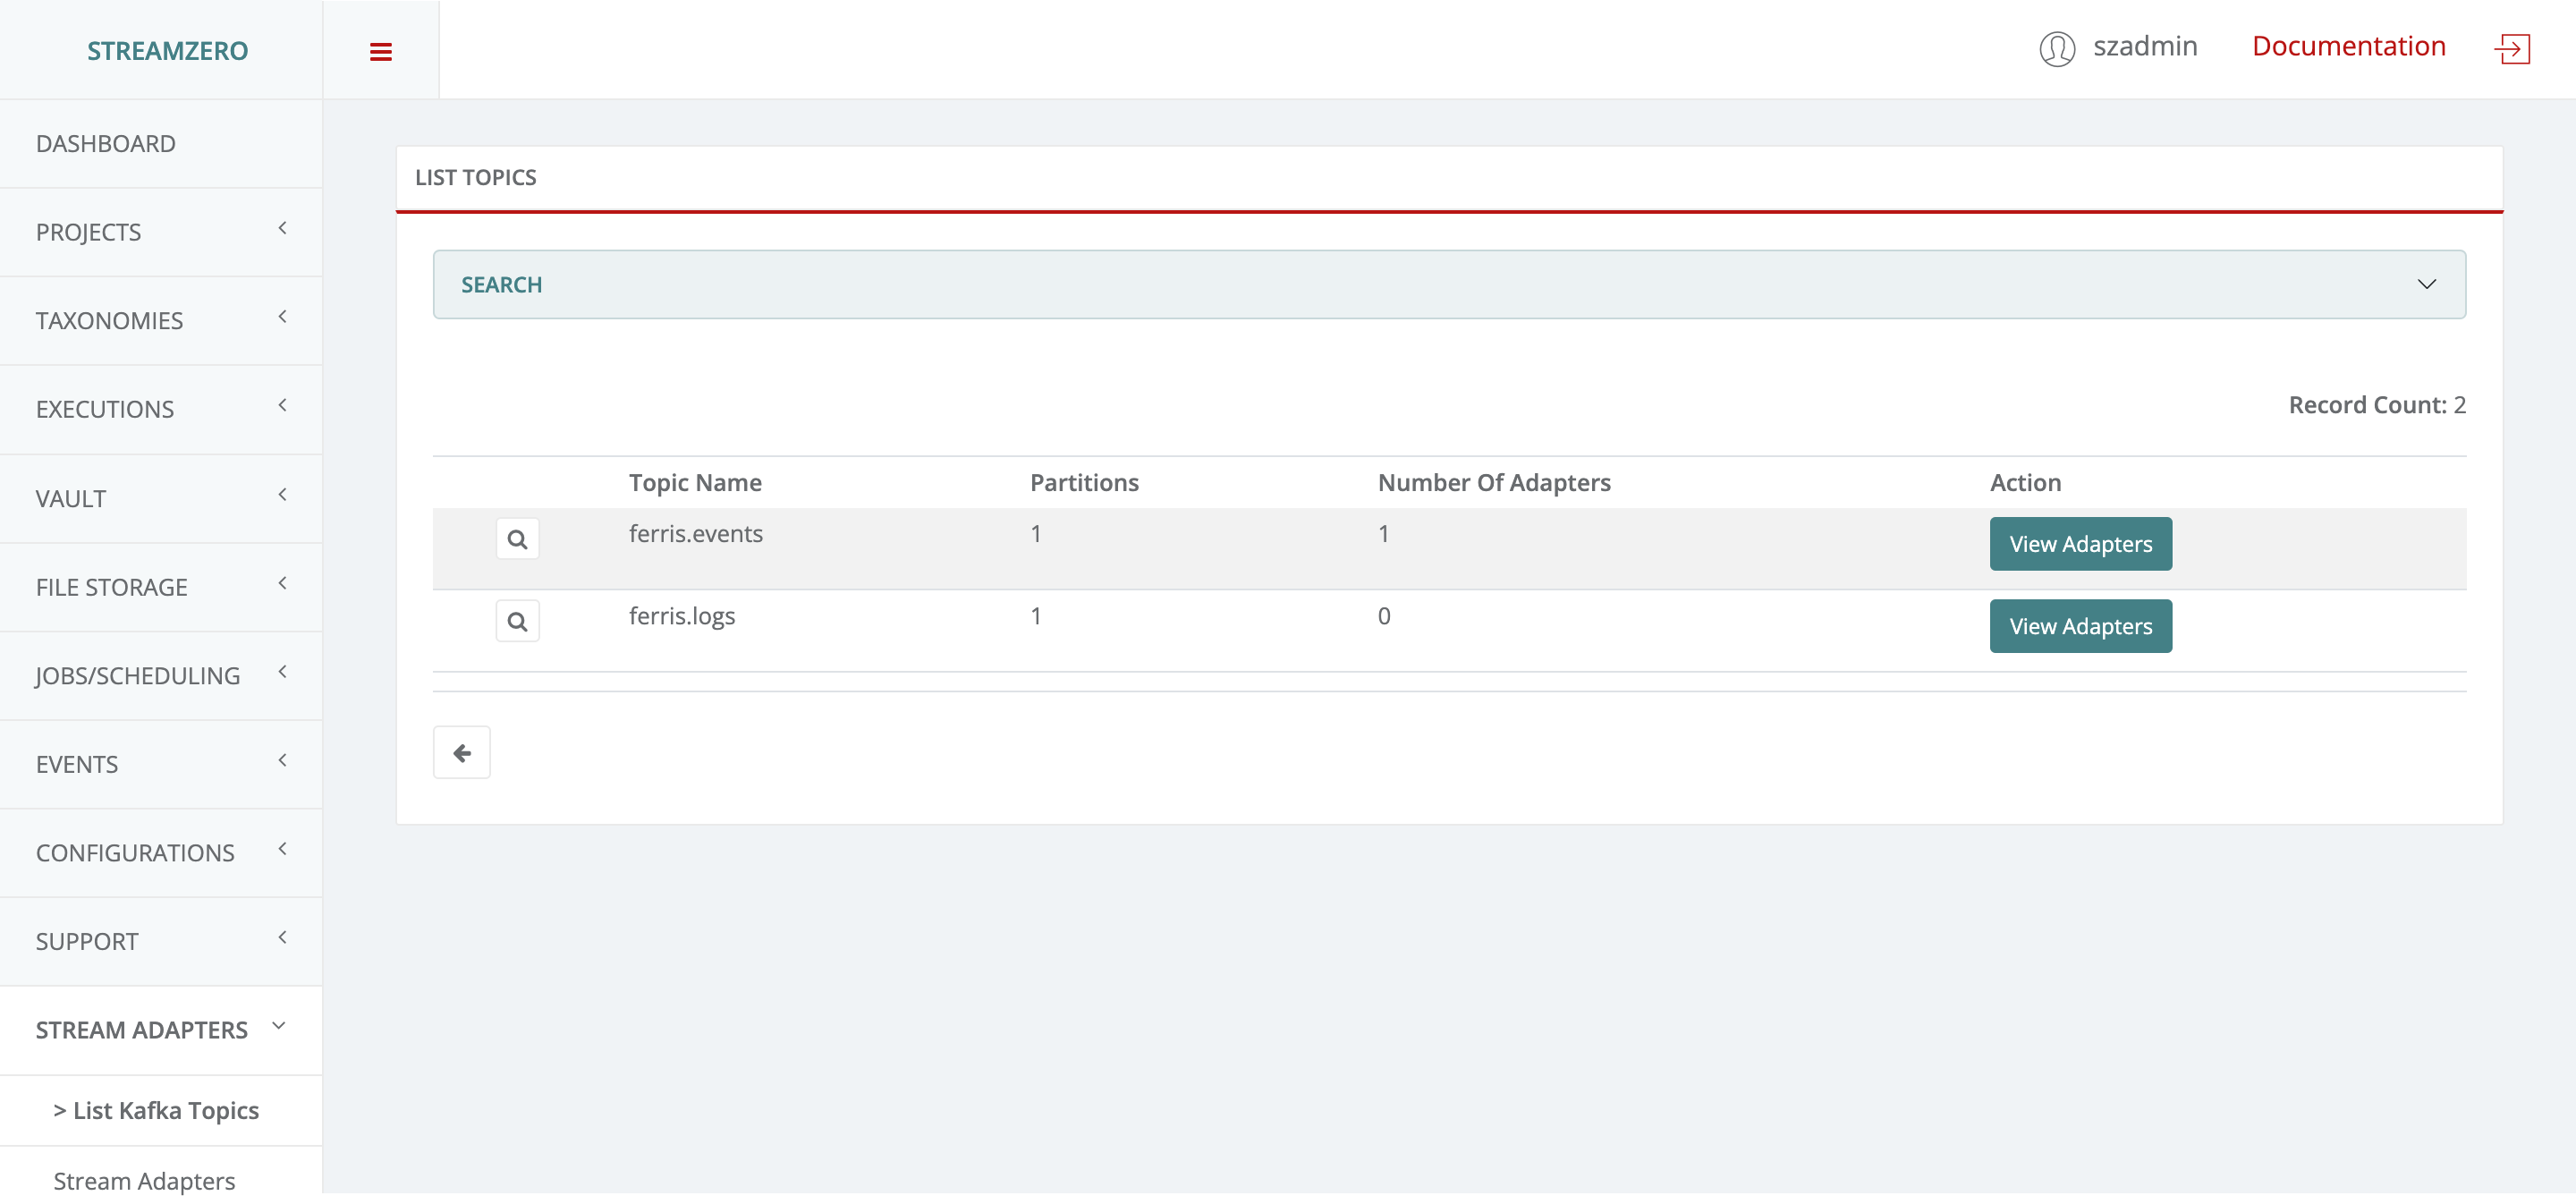 STREAMZERO
szadmin
Documentation
DASHBOARD
PROJECTS
TAXONOMIES
EXECUTIONS
VAULT
FILE STORAGE
JOBS/SCHEDULING
EVENTS
CONFIGURATIONS
SUPPORT
STREAM ADAPTERS
> List Kafka Topics
Stream Adapters
LIST TOPICS
SEARCH
Record Count: 2
Topic Name Partitions Number Of Adapters Action
ferris.events 1 1 View Adapters
ferris.logs 1 0 View Adapters